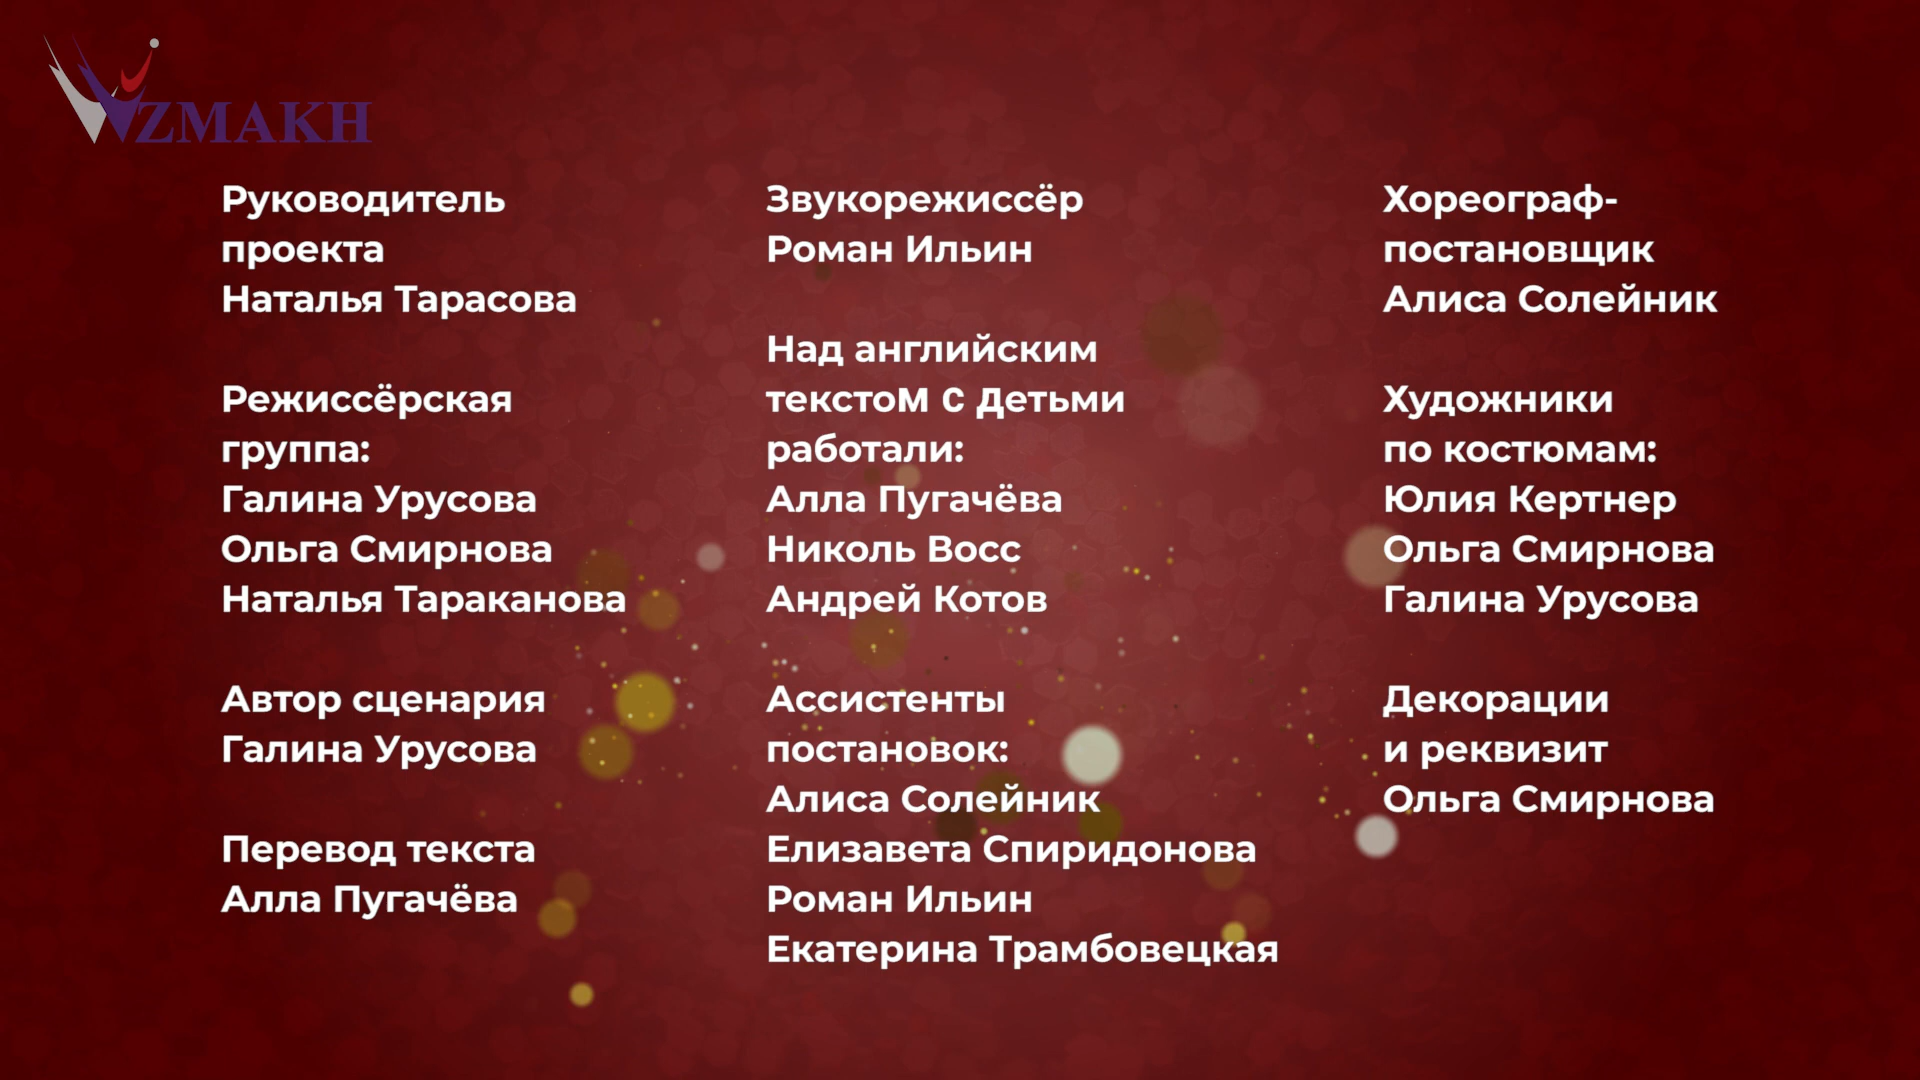 WZMAKH
Руководитель
проекта
Наталья Тарасова
Режиссёрская
группа:
Галина Урусова
Ольга Смирнова
Наталья Тараканова
Автор сценария
Галина Урусова
Перевод текста
Алла Пугачёва
Звукорежиссёр
Роман Ильин
Над английским
текстом с детьми
работали:
Алла Пугачёва
Николь Восс
Андрей Котов
Ассистенты
постановок:
Алиса Солейник
Елизавета Спиридонова
Роман Ильин
Екатерина Трамбовецкая
Хореограф-
постановщик
Алиса Солейник
Художники
по костюмам:
Юлия Кертнер
Ольга Смирнова
Галина Урусова
Декорации
и реквизит
Ольга Смирнова